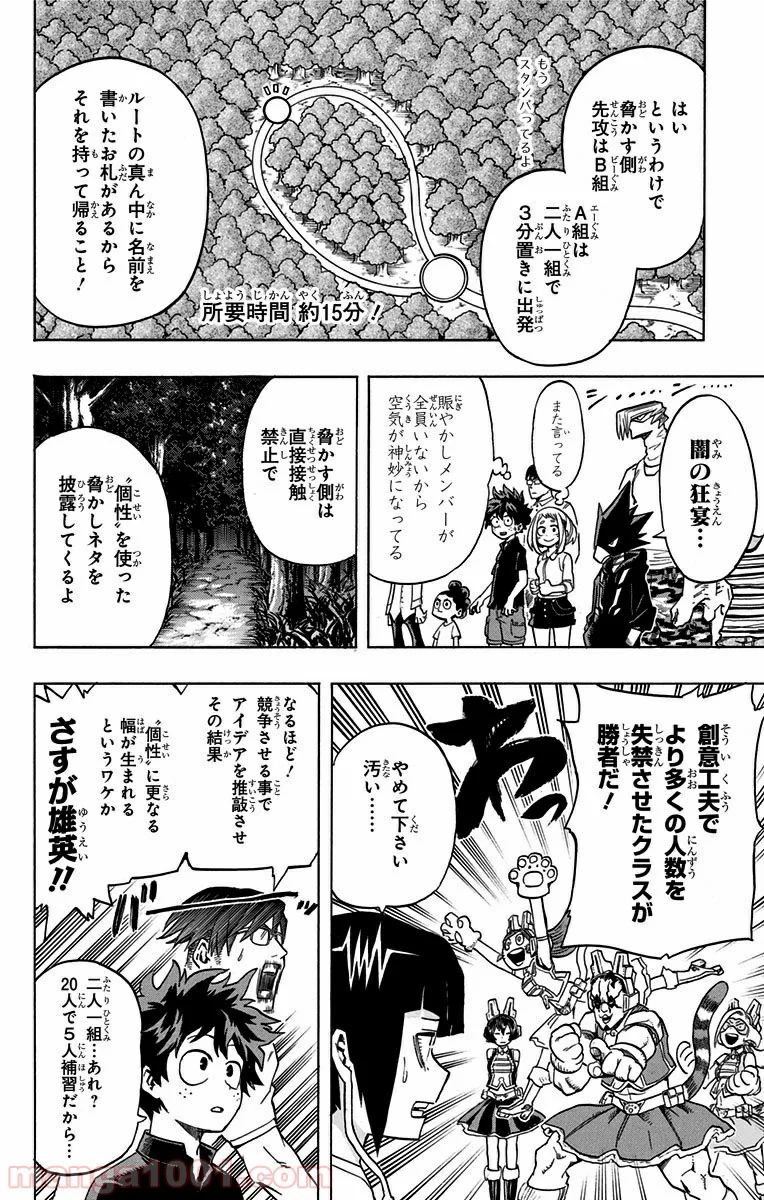 はい
というわけで
脅かす側
先攻はB組
もう
スタンバってるよ
A組は
二人一組で
3分置きに出発
ルートの真ん中に名前を
書いたお札があるから
それを持って帰ること！
所要時間 約15分！
闇の狂宴…
また言ってる
賑やかしメンバーが
全員いないから
空気が神妙になってる
脅かす側は
直接接触
禁止で
“個性”を使った
脅かしネタを
披露してくるよ
創意工夫で
より多くの人数を
失禁させたクラスが
勝者だ！
やめて下さい
汚い……
なるほど！
競争させる事で
アイデアを推敲させ
その結果
“個性”に更なる
幅が生まれる
というワケか
さすが雄英!!
二人一組…あれ？
20人で5人補習だから…
manga1001.com